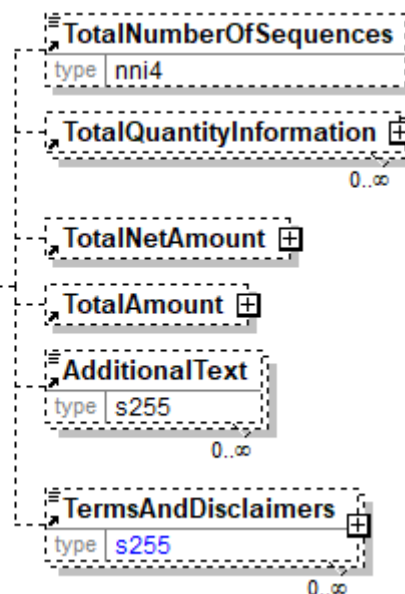 TotalNumberOfSequences
type nni4
TotalQuantityInformation
0..∞
TotalNetAmount
TotalAmount
AdditionalText
type s255
0..∞
TermsAndDisclaimers
type s255
0..∞